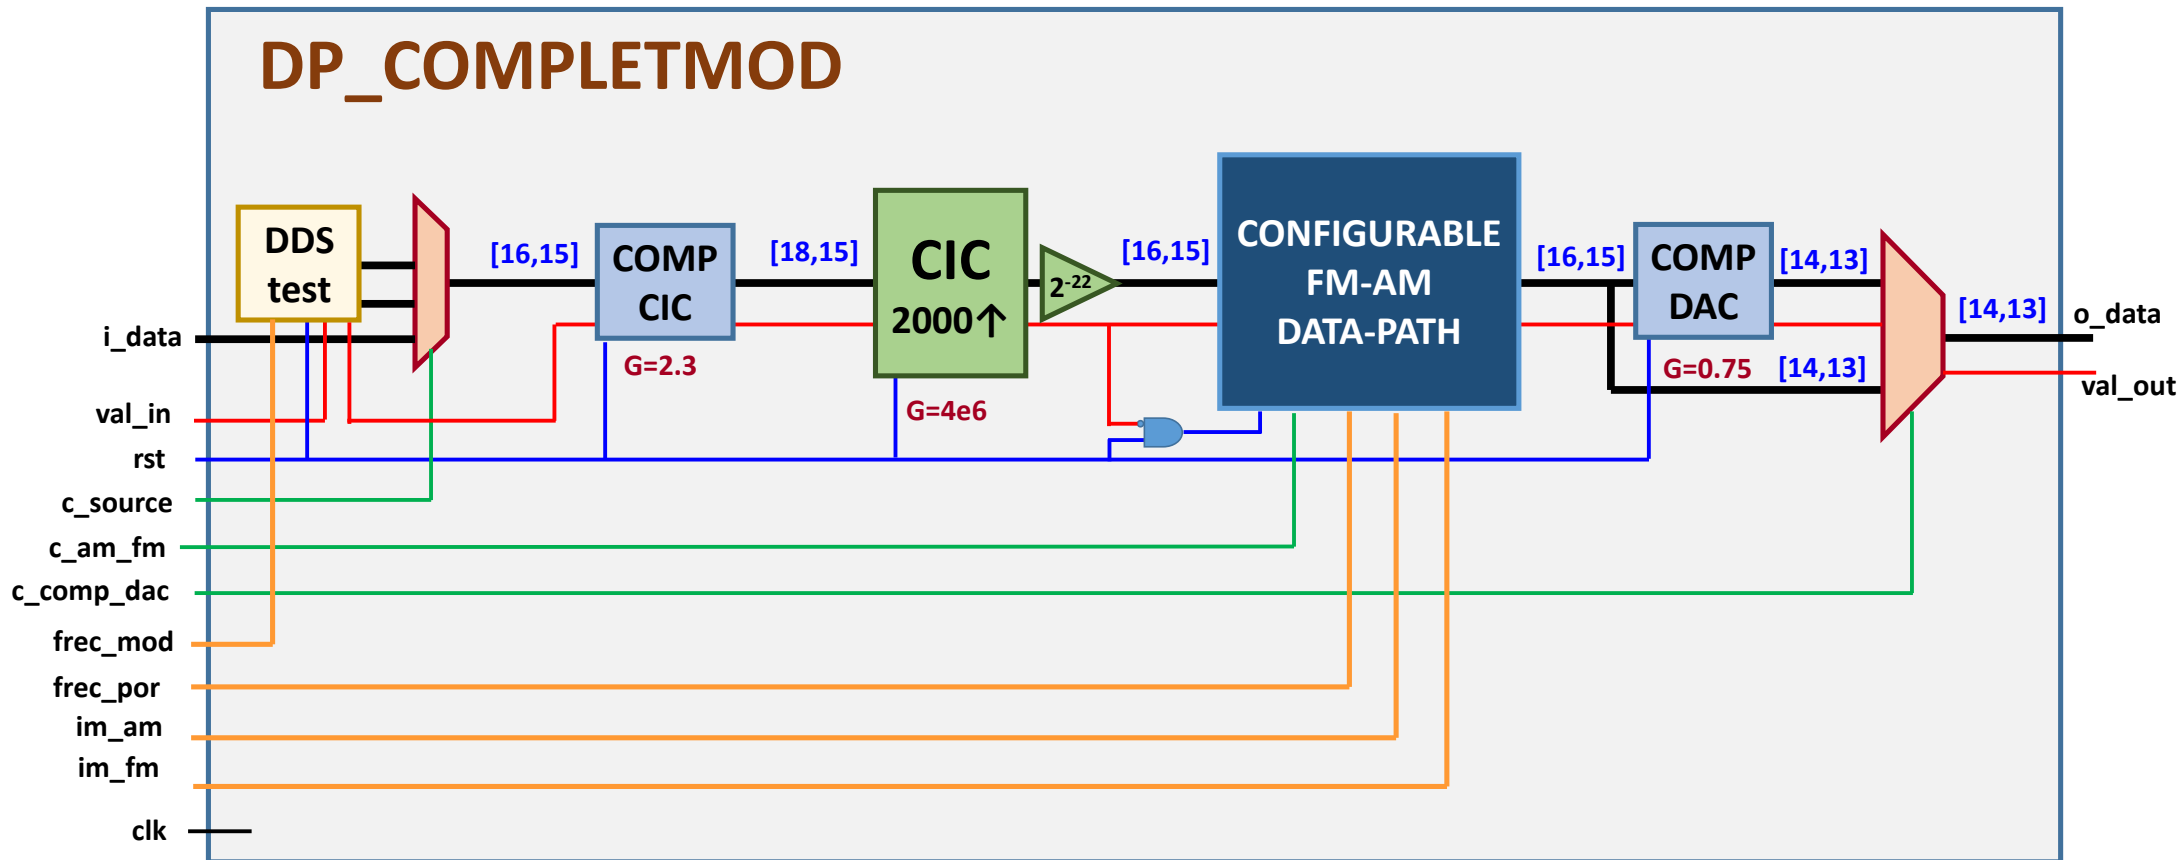 DP_COMPLETMOD
DDS
test
[16,15]
COMP
CIC
G=2.3
[18,15]
CIC
2000↑
G=4e6
2-22
[16,15]
CONFIGURABLE
FM-AM
DATA-PATH
[16,15]
COMP
DAC
G=0.75
[14,13]
[14,13]
[14,13]
o_data
val_out
i_data
val_in
rst
c_source
c_am_fm
c_comp_dac
frec_mod
frec_por
im_am
im_fm
clk